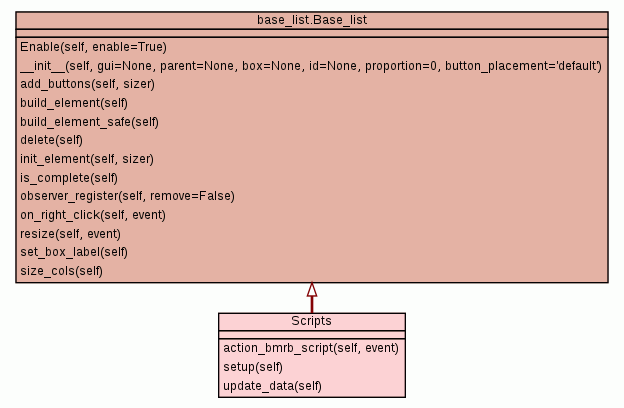 base_list.Base_list
Enable(self, enable=True)
__init__(self, gui=None, parent=None, box=None, id=None, proportion=0, button_placement='default')
add_buttons(self, sizer)
build_element(self)
build_element_safe(self)
delete(self)
init_element(self, sizer)
is_complete(self)
observer_register(self, remove=False)
on_right_click(self, event)
resize(self, event)
set_box_label(self)
size_cols(self)
Scripts
action_bmrb_script(self, event)
setup(self)
update_data(self)